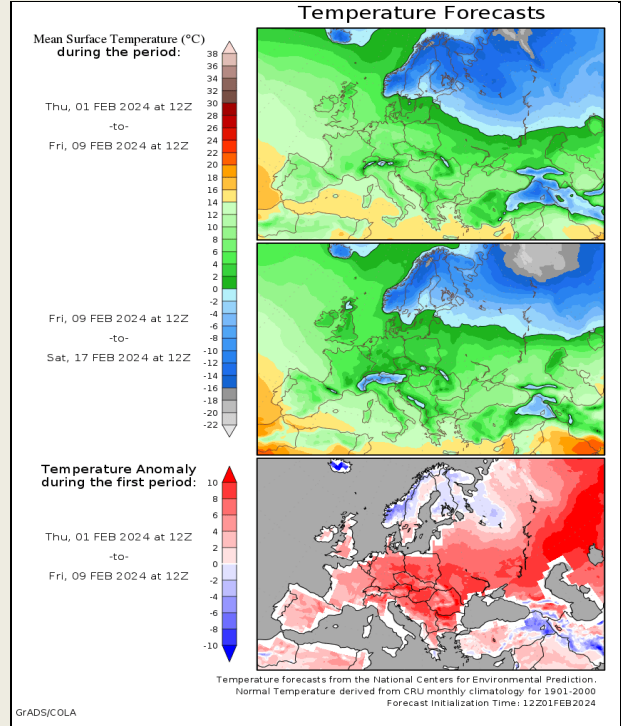 Temperature Forecasts
Mean Surface Temperature (°C)
during the period:
Thu, 01 FEB 2024 at 12Z
-to-
Fri, 09 FEB 2024 at 12Z
38
36
34
32
30
28
26
24
22
20
18
16
14
12
10
8
6
4
2
0
-2
-4
-6
-8
-10
-12
-14
-16
-18
-20
-22
Fri, 09 FEB 2024 at 12Z
-to-
Sat, 17 FEB 2024 at 12Z
Temperature Anomaly
during the first period:
Thu, 01 FEB 2024 at 12Z
-to-
Fri, 09 FEB 2024 at 12Z
10
8
6
4
2
0
-2
-4
-6
-8
-10
Temperature forecasts from the National Centers for Environmental Prediction.
Normal Temperature derived from CRU monthly climatology for 1901-2000
Forecast Initialization Time: 12Z01FEB2024
GrADS/COLA